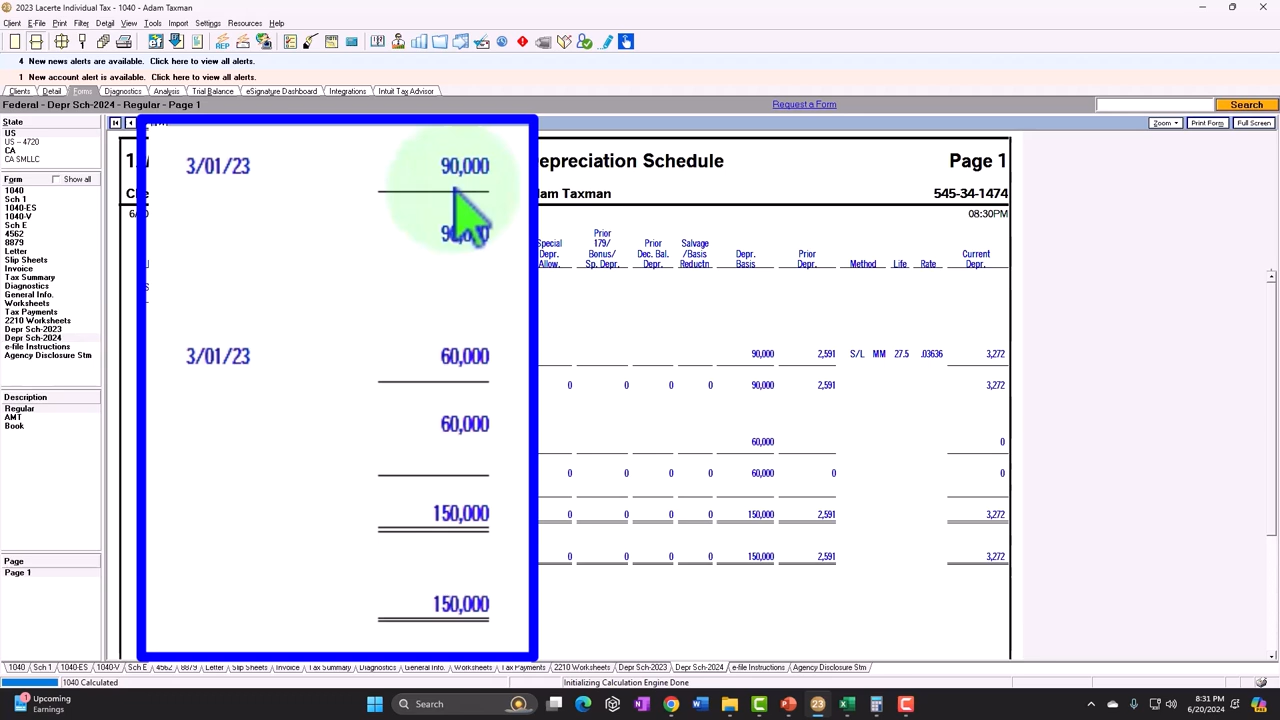 2023 Lacerte Individual Tax - 1040 - Adam Taxman
Client E-File Print Filter Detail View Tools Import Settings Resources Help
4 New news alerts are available. Click here to view all alerts.
1 New account alert is available. Click here to view all alerts.
Clients Detail Forms Diagnostics Analysis Trial Balance eSignature Dashboard Integrations Intuit Tax Advisor
Federal - Depr Sch-2024 - Regular - Page 1 Request a Form Search
State
US
US - 4720
CA
CA SMLLC
Form Show all
1040
Sch 1
1040-ES
1040-V
Sch E
4562
8879
Letter
Slip Sheets
Invoice
Tax Summary
Diagnostics
General Info.
Worksheets
Tax Payments
2210 Worksheets
Depr Sch-2023
Depr Sch-2024
e-file Instructions
Agency Disclosure Stm
Description
Regular
AMT
Book
Page
Page 1
Zoom Print Form Full Screen
epreciation Schedule Page 1
dam Taxman 545-34-1474
08:30PM
3/01/23 90,000
3/01/23 60,000
60,000
150,000
150,000
Special Depr. Allow. Prior 179/ Bonus/ Sp. Depr. Prior Dec. Bal. Depr. Salvage /Basis Reductn Depr. Basis Prior Depr. Method Life Rate Current Depr.
90,000 2,591 S/L MM 27.5 .03636 3,272
0 0 0 0 90,000 2,591 3,272
60,000 0
0 0 0 0 60,000 0 0
0 0 0 0 150,000 2,591 3,272
0 0 0 0 150,000 2,591 3,272
1040 Sch 1 1040-ES 1040-V Sch E 4562 8879 Letter Slip Sheets Invoice Tax Summary Diagnostics General Info. Worksheets Tax Payments 2210 Worksheets Depr Sch-2023 Depr Sch-2024 e-file Instructions Agency Disclosure Stm
1040 Calculated Initializing Calculation Engine Done
Upcoming
Earnings
Search
8:31 PM
6/20/2024